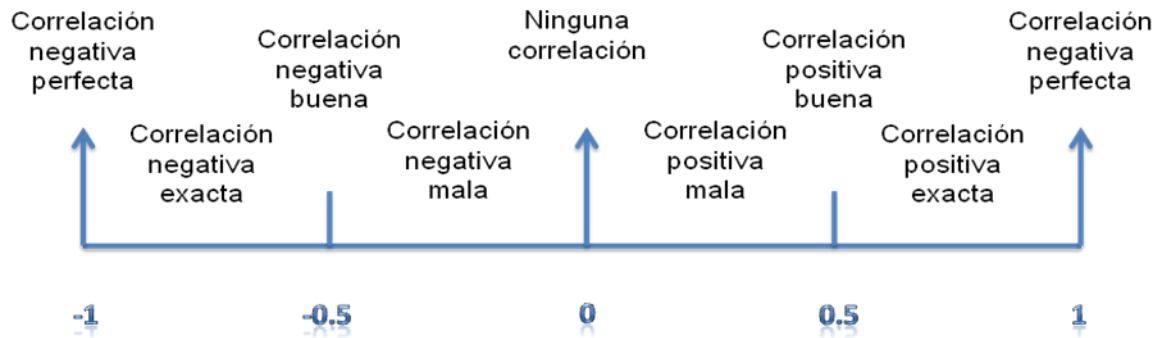 Correlación
negativa
perfecta
Correlación
negativa
buena
Ninguna
correlación
Correlación
positiva
buena
Correlación
negativa
perfecta
Correlación
negativa
exacta
Correlación
negativa
mala
Correlación
positiva
mala
Correlación
positiva
exacta
-1
-0.5
0
0.5
1